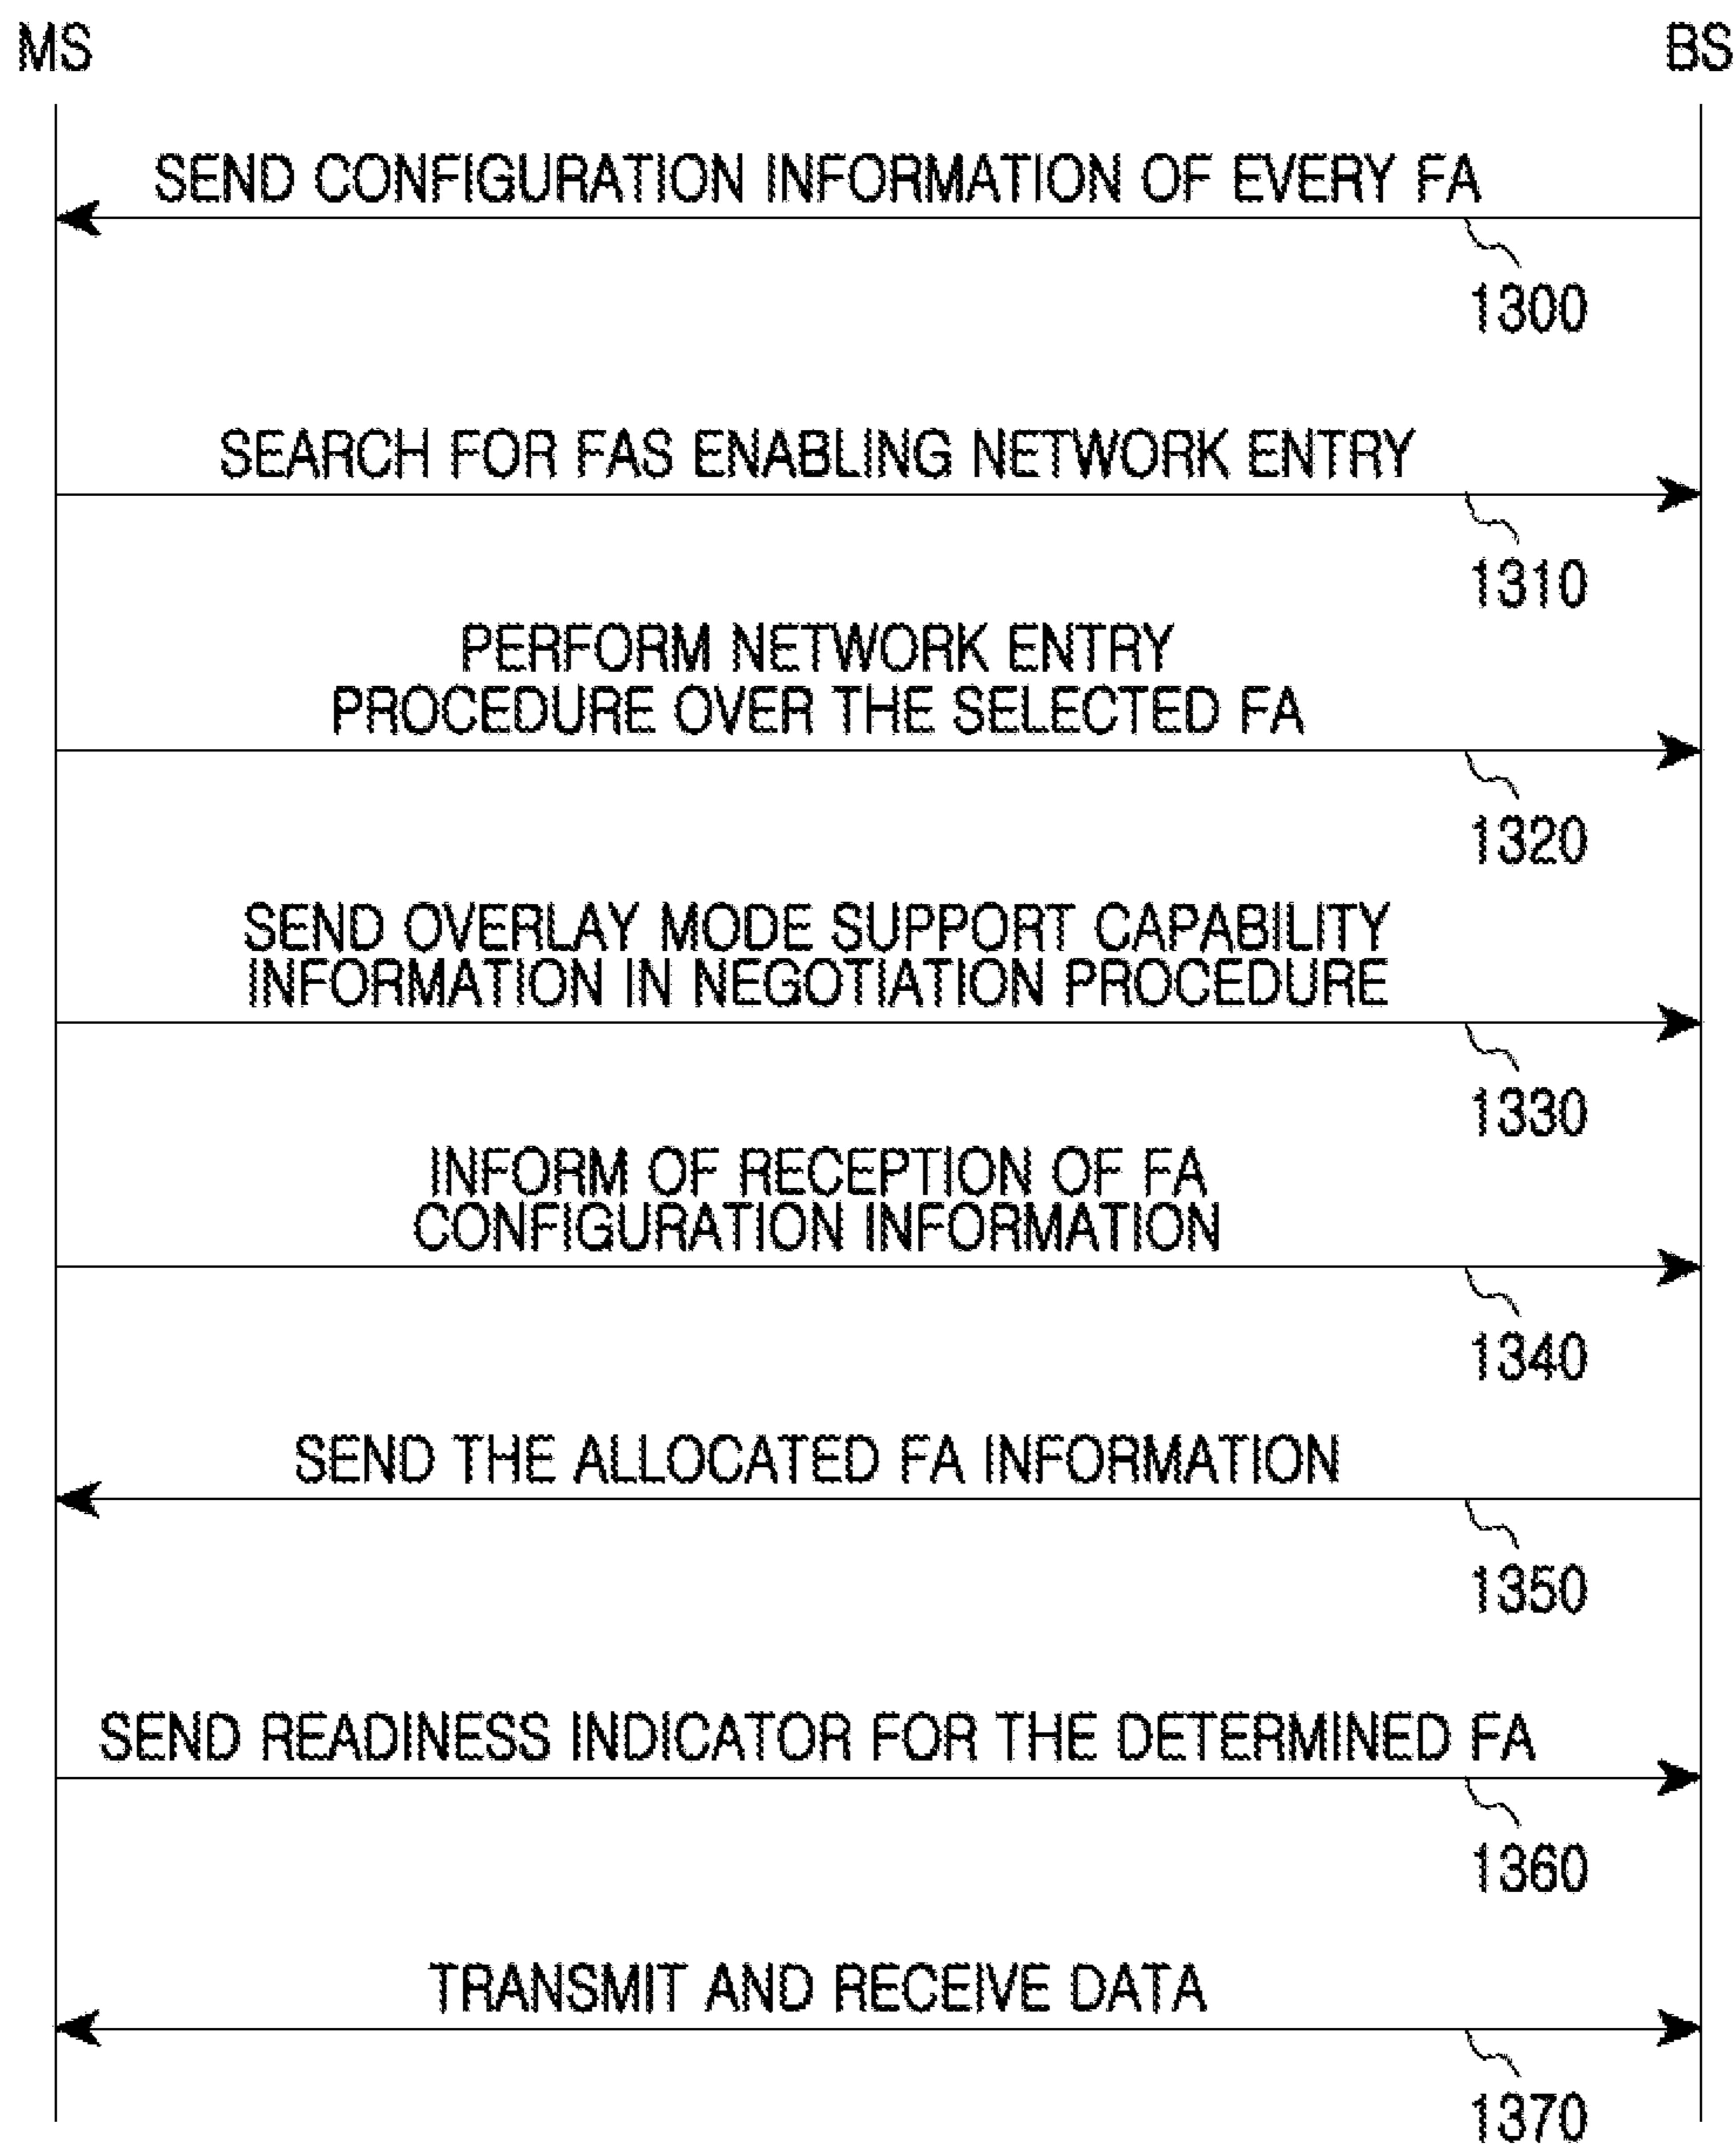 MS
BS
SEND CONFIGURATION INFORMATION OF EVERY FA
1300
SEARCH FOR FAS ENABLING NETWORK ENTRY
1310
PERFORM NETWORK ENTRY
PROCEDURE OVER THE SELECTED FA
1320
SEND OVERLAY MODE SUPPORT CAPABILITY
INFORMATION IN NEGOTIATION PROCEDURE
1330
INFORM OF RECEPTION OF FA
CONFIGURATION INFORMATION
1340
SEND THE ALLOCATED FA INFORMATION
1350
SEND READINESS INDICATOR FOR THE DETERMINED FA
1360
TRANSMIT AND RECEIVE DATA
1370